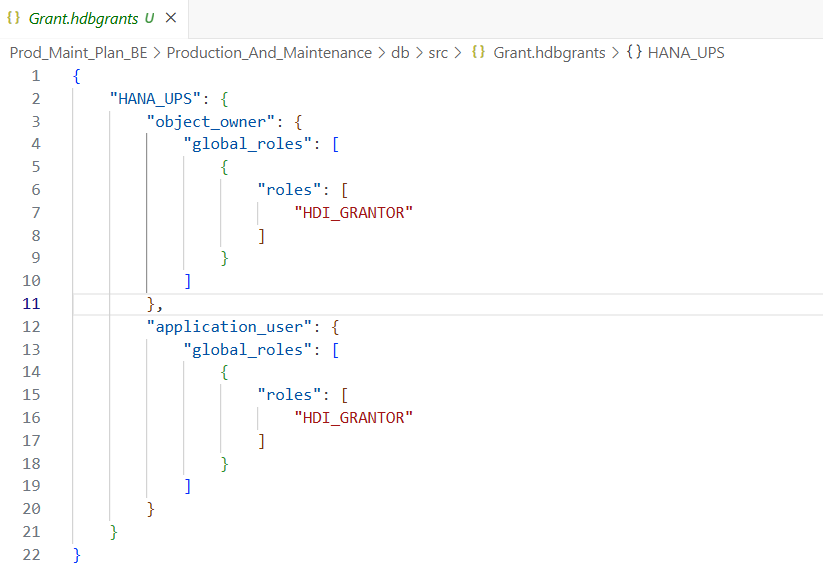 {} Grant.hdbgrants U ×
Prod_Maint_Plan_BE > Production_And_Maintenance > db > src > {} Grant.hdbgrants > {} HANA_UPS
1 {
2 "HANA_UPS": {
3 "object_owner": {
4 "global_roles": [
5 {
6 "roles": [
7 "HDI_GRANTOR"
8 ]
9 }
10 ]
11 },
12 "application_user": {
13 "global_roles": [
14 {
15 "roles": [
16 "HDI_GRANTOR"
17 ]
18 }
19 ]
20 }
21 }
22 }